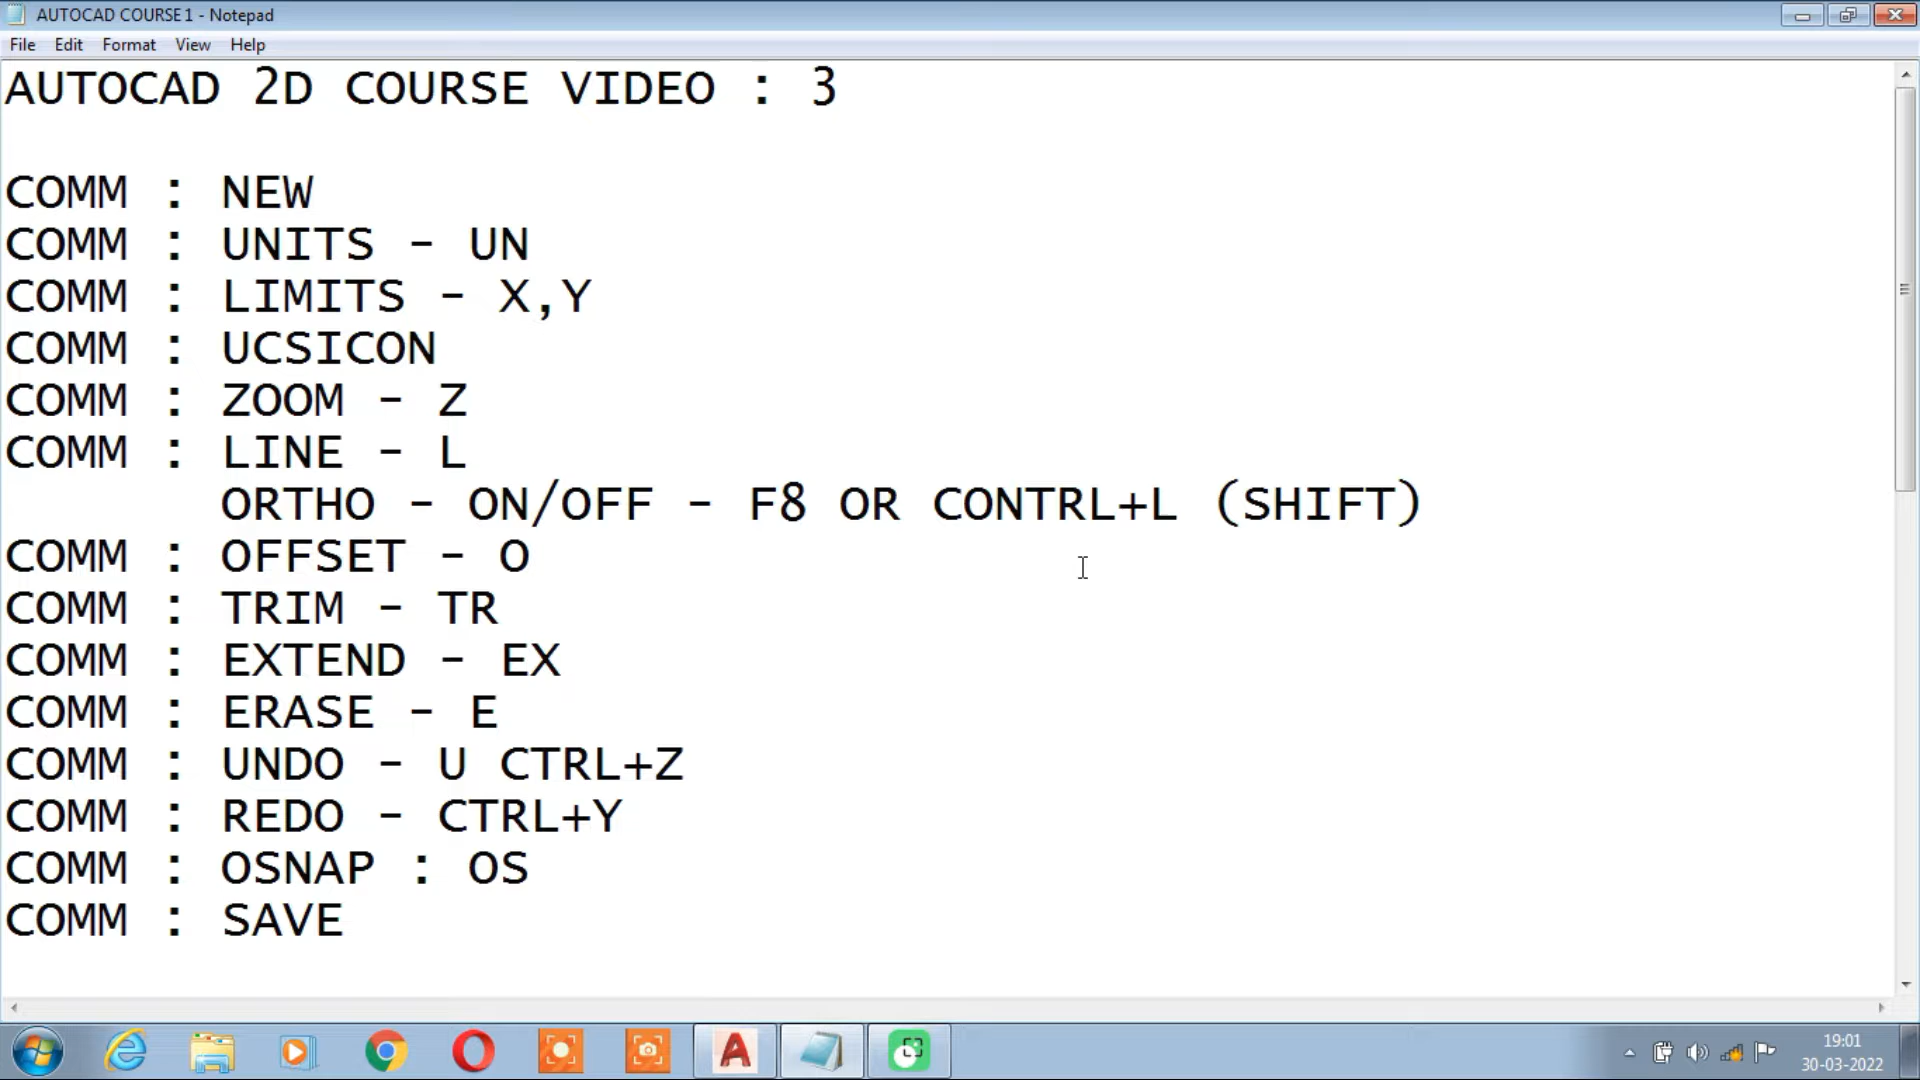 AUTOCAD COURSE 1 - Notepad
File Edit Format View Help
AUTOCAD 2D COURSE VIDEO : 3
COMM : NEW
COMM : UNITS - UN
COMM : LIMITS - X,Y
COMM : UCSICON
COMM : ZOOM - Z
COMM : LINE - L
ORTHO - ON/OFF - F8 OR CONTRL+L (SHIFT)
COMM : OFFSET - O
COMM : TRIM - TR
COMM : EXTEND - EX
COMM : ERASE - E
COMM : UNDO - U CTRL+Z
COMM : REDO - CTRL+Y
COMM : OSNAP : OS
COMM : SAVE
19:01
30-03-2022